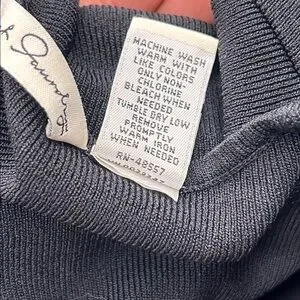 MACHINE WASH
WARM WITH
LIKE COLORS
ONLY NON-
CHLORINE
BLEACH WHEN
NEEDED
TUMBLE DRY LOW
REMOVE
PROMPTLY
WARM IRON
WHEN NEEDED
RN-48557